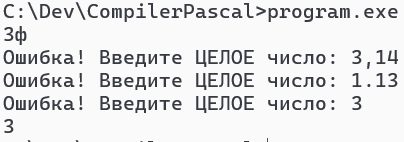 C:\Dev\CompilerPascal>program.exe
3ф
Ошибка! Введите ЦЕЛОЕ число: 3,14
Ошибка! Введите ЦЕЛОЕ число: 1.13
Ошибка! Введите ЦЕЛОЕ число: 3
3